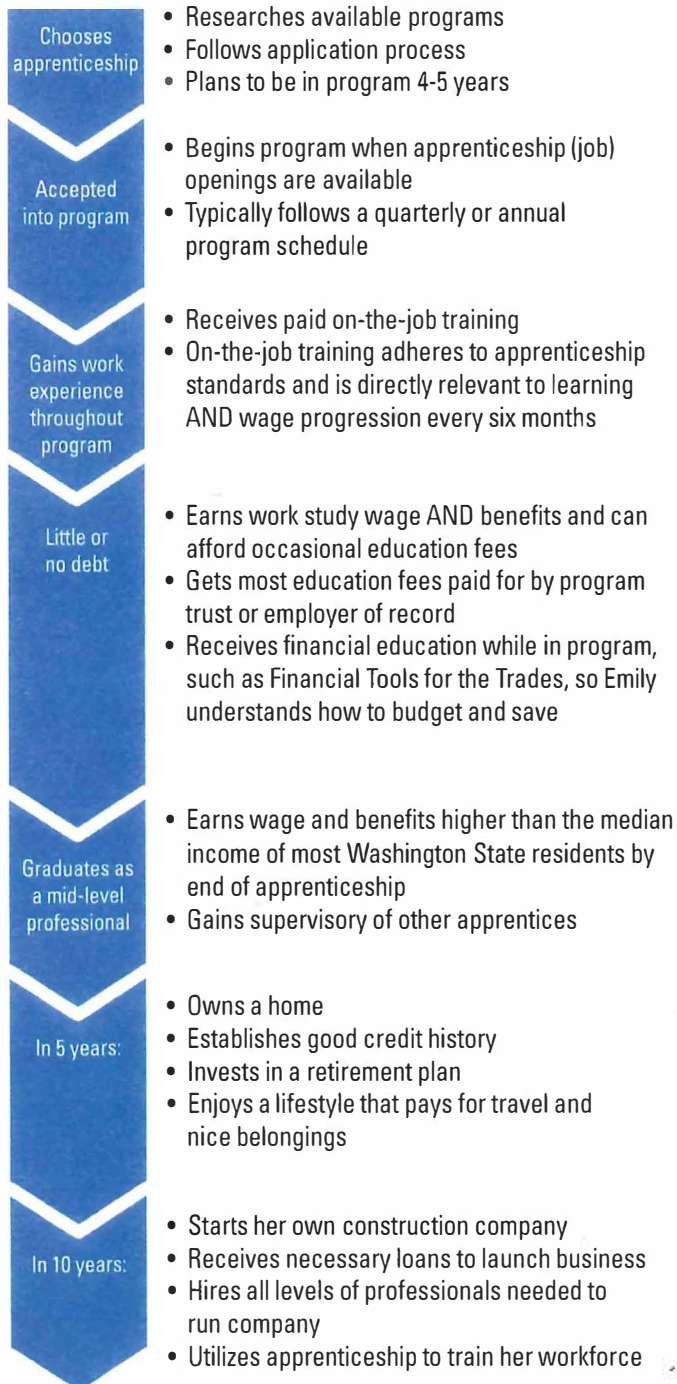 Chooses
apprenticeship
• Researches available programs
• Follows application process
• Plans to be in program 4-5 years
Accepted
into program
• Begins program when apprenticeship (job)
openings are available
• Typically follows a quarterly or annual
program schedule
Gains work
experience
throughout
program
• Receives paid on-the-job training
• On-the-job training adheres to apprenticeship
standards and is directly relevant to learning
AND wage progression every six months
Little or
no debt
• Earns work study wage AND benefits and can
afford occasional education fees
• Gets most education fees paid for by program
trust or employer of record
• Receives financial education while in program,
such as Financial Tools for the Trades, so Emily
understands how to budget and save
Graduates as
a mid-level
professional
• Earns wage and benefits higher than the median
income of most Washington State residents by
end of apprenticeship
• Gains supervisory of other apprentices
In 5 years:
• Owns a home
• Establishes good credit history
• Invests in a retirement plan
• Enjoys a lifestyle that pays for travel and
nice belongings
In 10 years:
• Starts her own construction company
• Receives necessary loans to launch business
• Hires all levels of professionals needed to
run company
• Utilizes apprenticeship to train her workforce